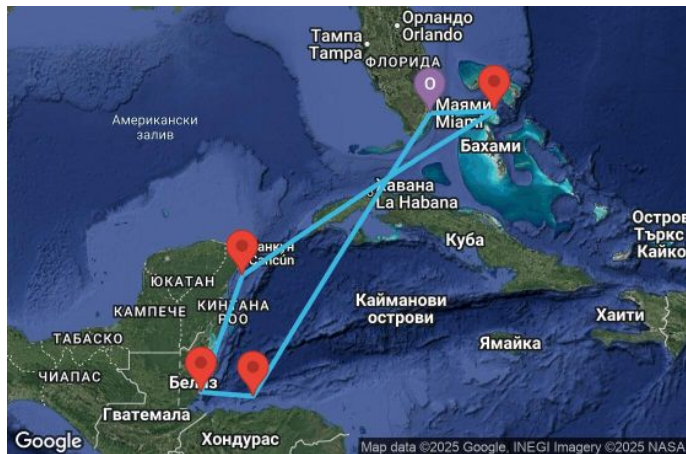 Орландо
Orlando
Тампа
Tampa
ФЛОРИДА
О
Маями
Miami
Американски
залив
Бахами
Хавана
La Habana
Cancún
Куба
Остров
Търкс
Кайко
ЮКАТАН
КАМПЕЧЕ
КИНТАНА
РОО
Кайманови
острови
Хаити
Ямайка
ТАБАСКО
ЧИАПАС
Белиз
Гватемала
Хондурас
Google
Map data ©2025 Google, INEGI Imagery ©2025 NASA